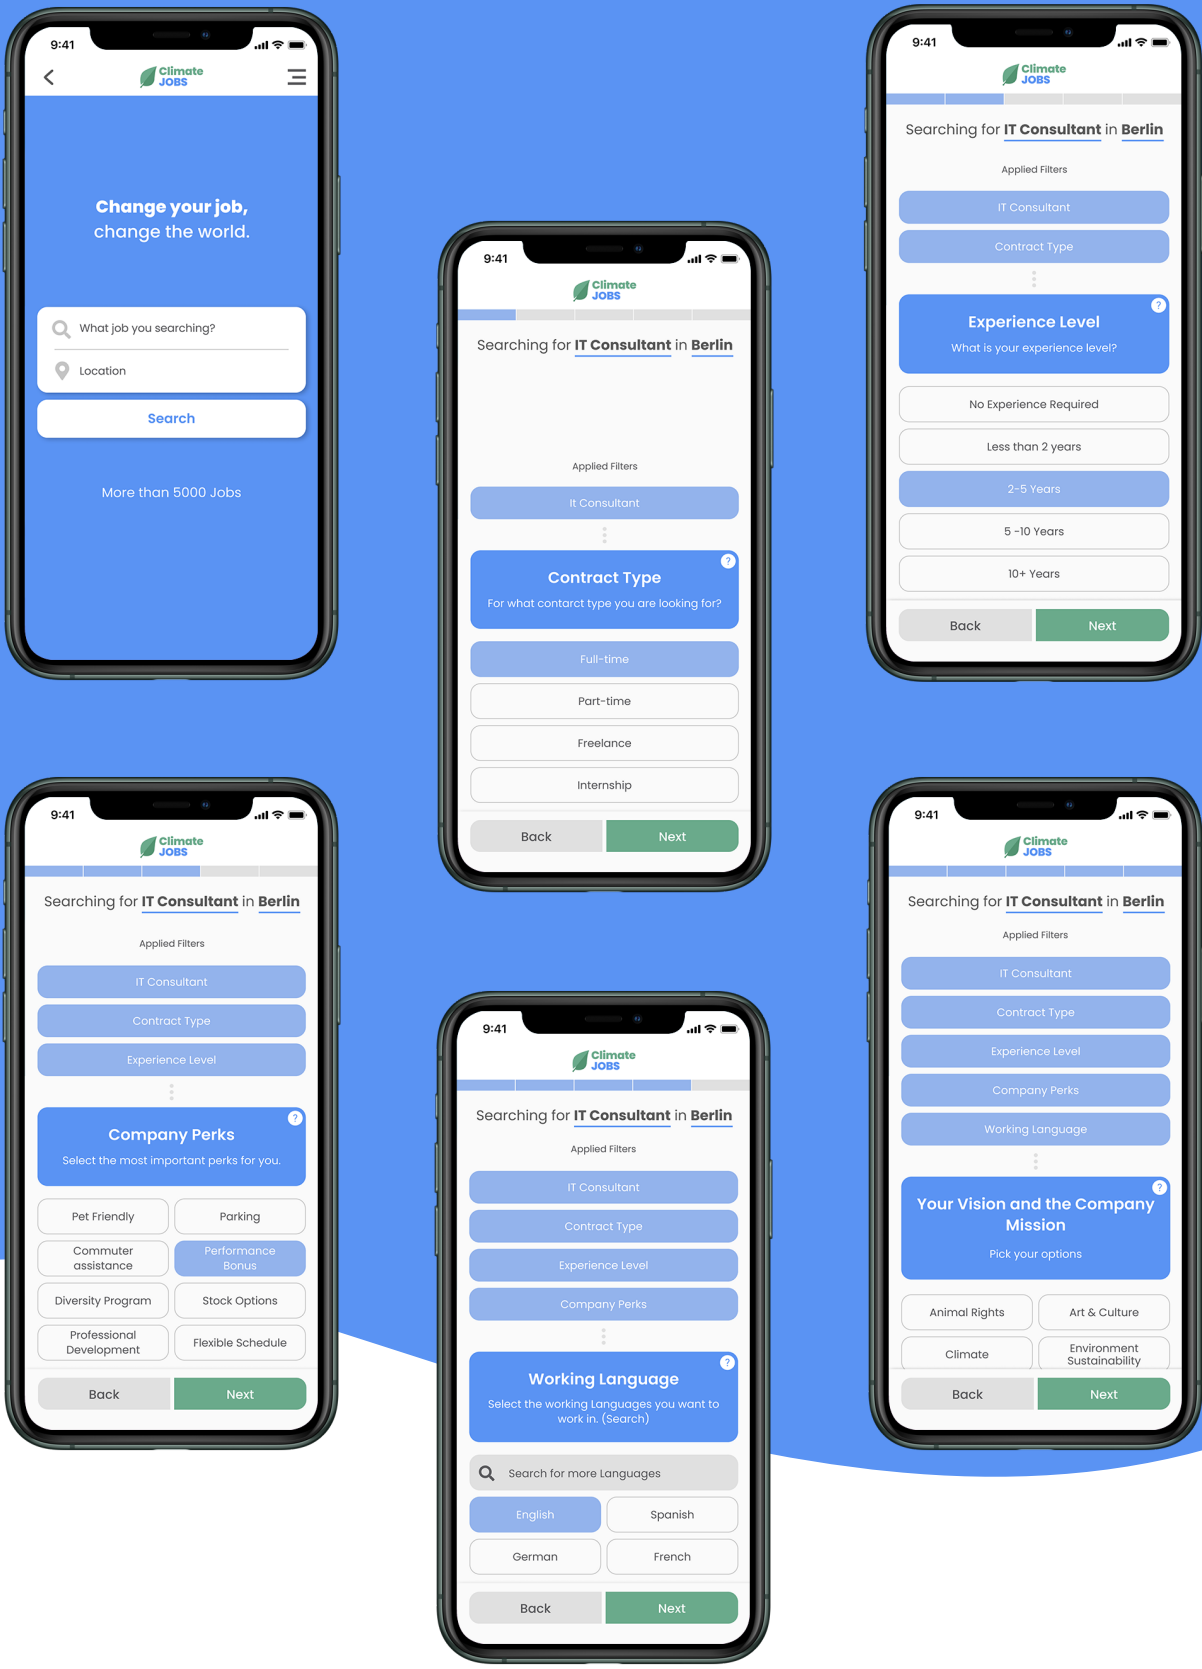 9:41
Climate
JOBS
Change your job,
change the world.
What job you searching?
Location
Search
More than 5000 Jobs
9:41
Climate
JOBS
Searching for IT Consultant in Berlin
Applied Filters
It Consultant
Contract Type
?
For what contarct type you are looking for?
Full-time
Part-time
Freelance
Internship
Back
Next
9:41
Climate
JOBS
Searching for IT Consultant in Berlin
Applied Filters
IT Consultant
Contract Type
?
Experience Level
What is your experience level?
No Experience Required
Less than 2 years
2-5 Years
5 -10 Years
10+ Years
Back
Next
9:41
Climate
JOBS
Searching for IT Consultant in Berlin
Applied Filters
IT Consultant
Contract Type
Experience Level
?
Company Perks
Select the most important perks for you.
Pet Friendly
Parking
Commuter
assistance
Performance
Bonus
Diversity Program
Stock Options
Professional
Development
Flexible Schedule
Back
Next
9:41
Climate
JOBS
Searching for IT Consultant in Berlin
Applied Filters
IT Consultant
Contract Type
Experience Level
Company Perks
?
Working Language
Select the working Languages you want to
work in. (Search)
Search for more Languages
English
Spanish
German
French
Back
Next
9:41
Climate
JOBS
Searching for IT Consultant in Berlin
Applied Filters
IT Consultant
Contract Type
Experience Level
Company Perks
Working Language
?
Your Vision and the Company
Mission
Pick your options
Animal Rights
Art & Culture
Climate
Environment
Sustainability
Back
Next